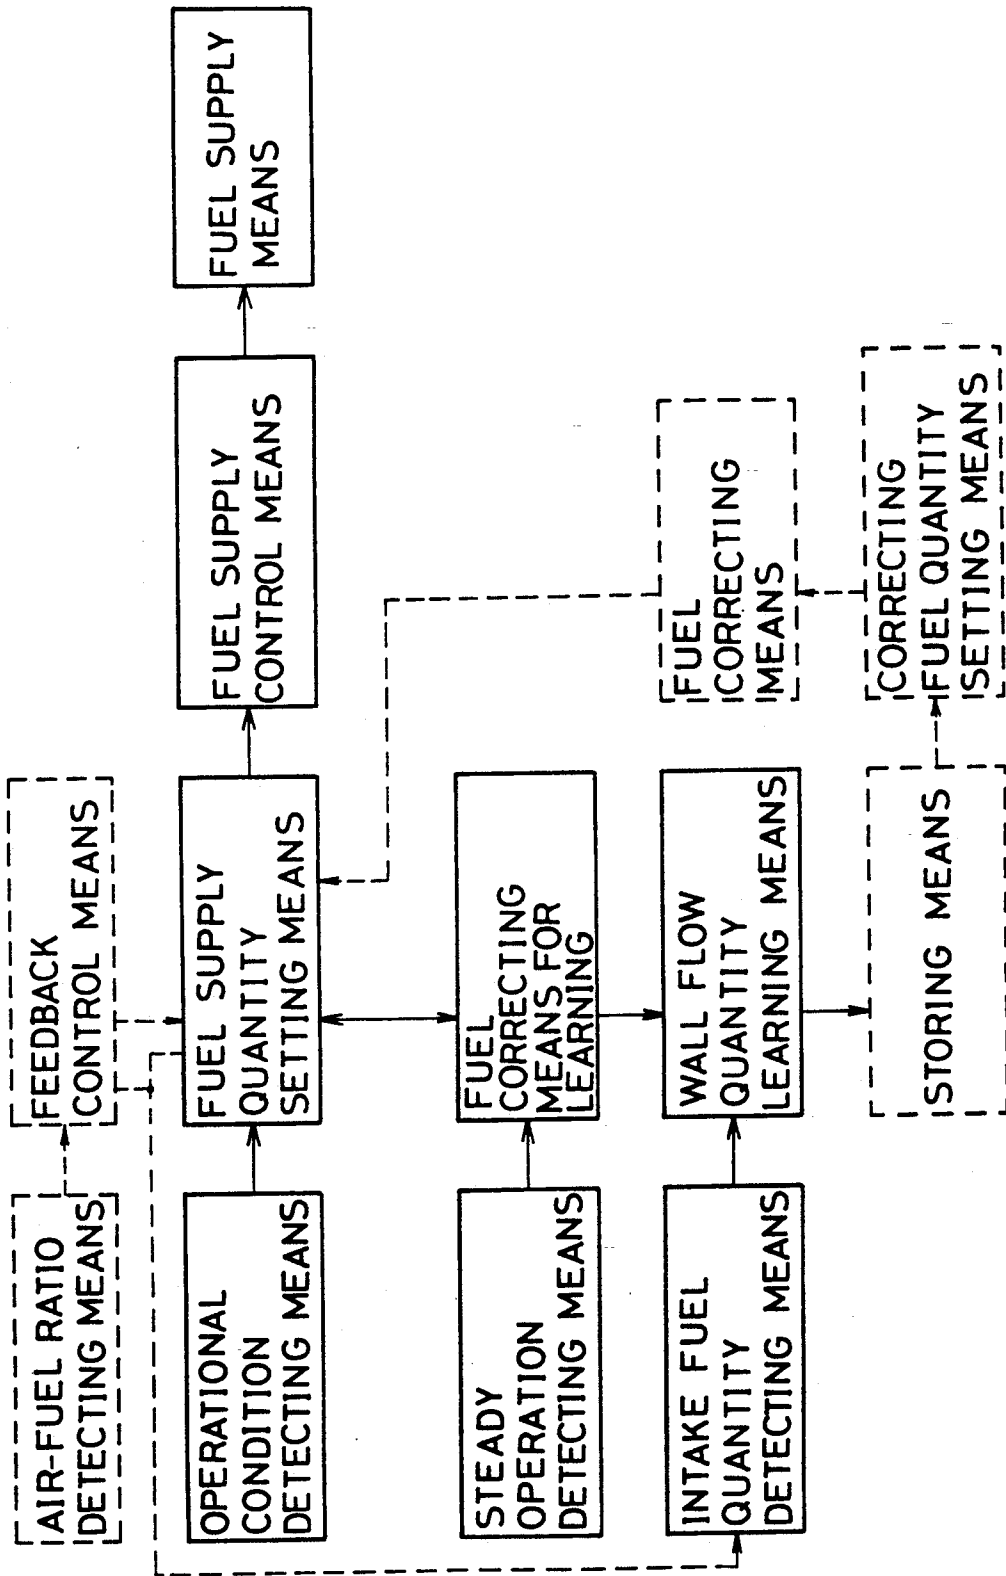 AIR-FUEL RATIO
DETECTING MEANS
FEEDBACK
CONTROL MEANS
OPERATIONAL
CONDITION
DETECTING MEANS
FUEL SUPPLY
QUANTITY
SETTING MEANS
FUEL SUPPLY
CONTROL MEANS
FUEL SUPPLY
MEANS
STEADY
OPERATION
DETECTING MEANS
FUEL
CORRECTING
MEANS FOR
LEARNING
FUEL
CORRECTING
MEANS
INTAKE FUEL
QUANTITY
DETECTING MEANS
WALL FLOW
QUANTITY
LEARNING MEANS
STORING MEANS
CORRECTING
FUEL QUANTITY
SETTING MEANS